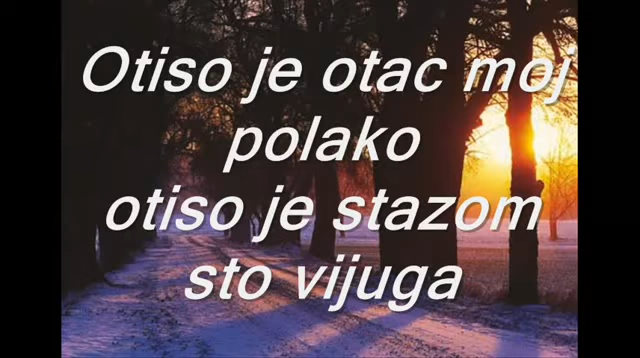 Otiso je otac moj
polako
otiso je stazom
sto vijuga